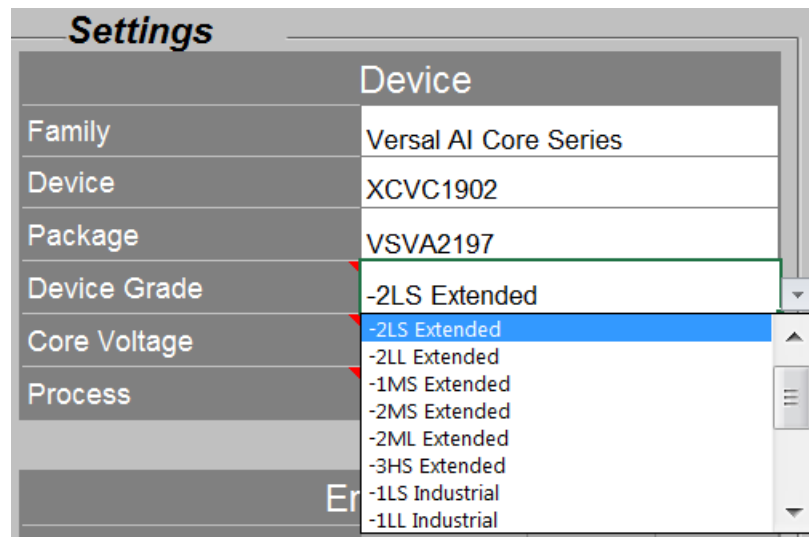 Settings
Device
Family Versal AI Core Series
Device XCVC1902
Package VSVA2197
Device Grade -2LS Extended
Core Voltage
Process
-2LS Extended
-2LL Extended
-1MS Extended
-2MS Extended
-2ML Extended
-3HS Extended
-1LS Industrial
-1LL Industrial